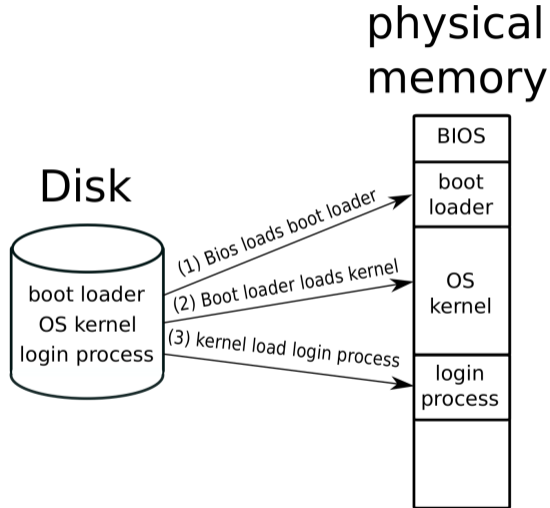 physical
memory
Disk
BIOS
boot
loader
OS
kernel
login
process
(1) Bios loads boot loader
(2) Boot loader loads kernel
(3) kernel load login process
boot loader
OS kernel
login process